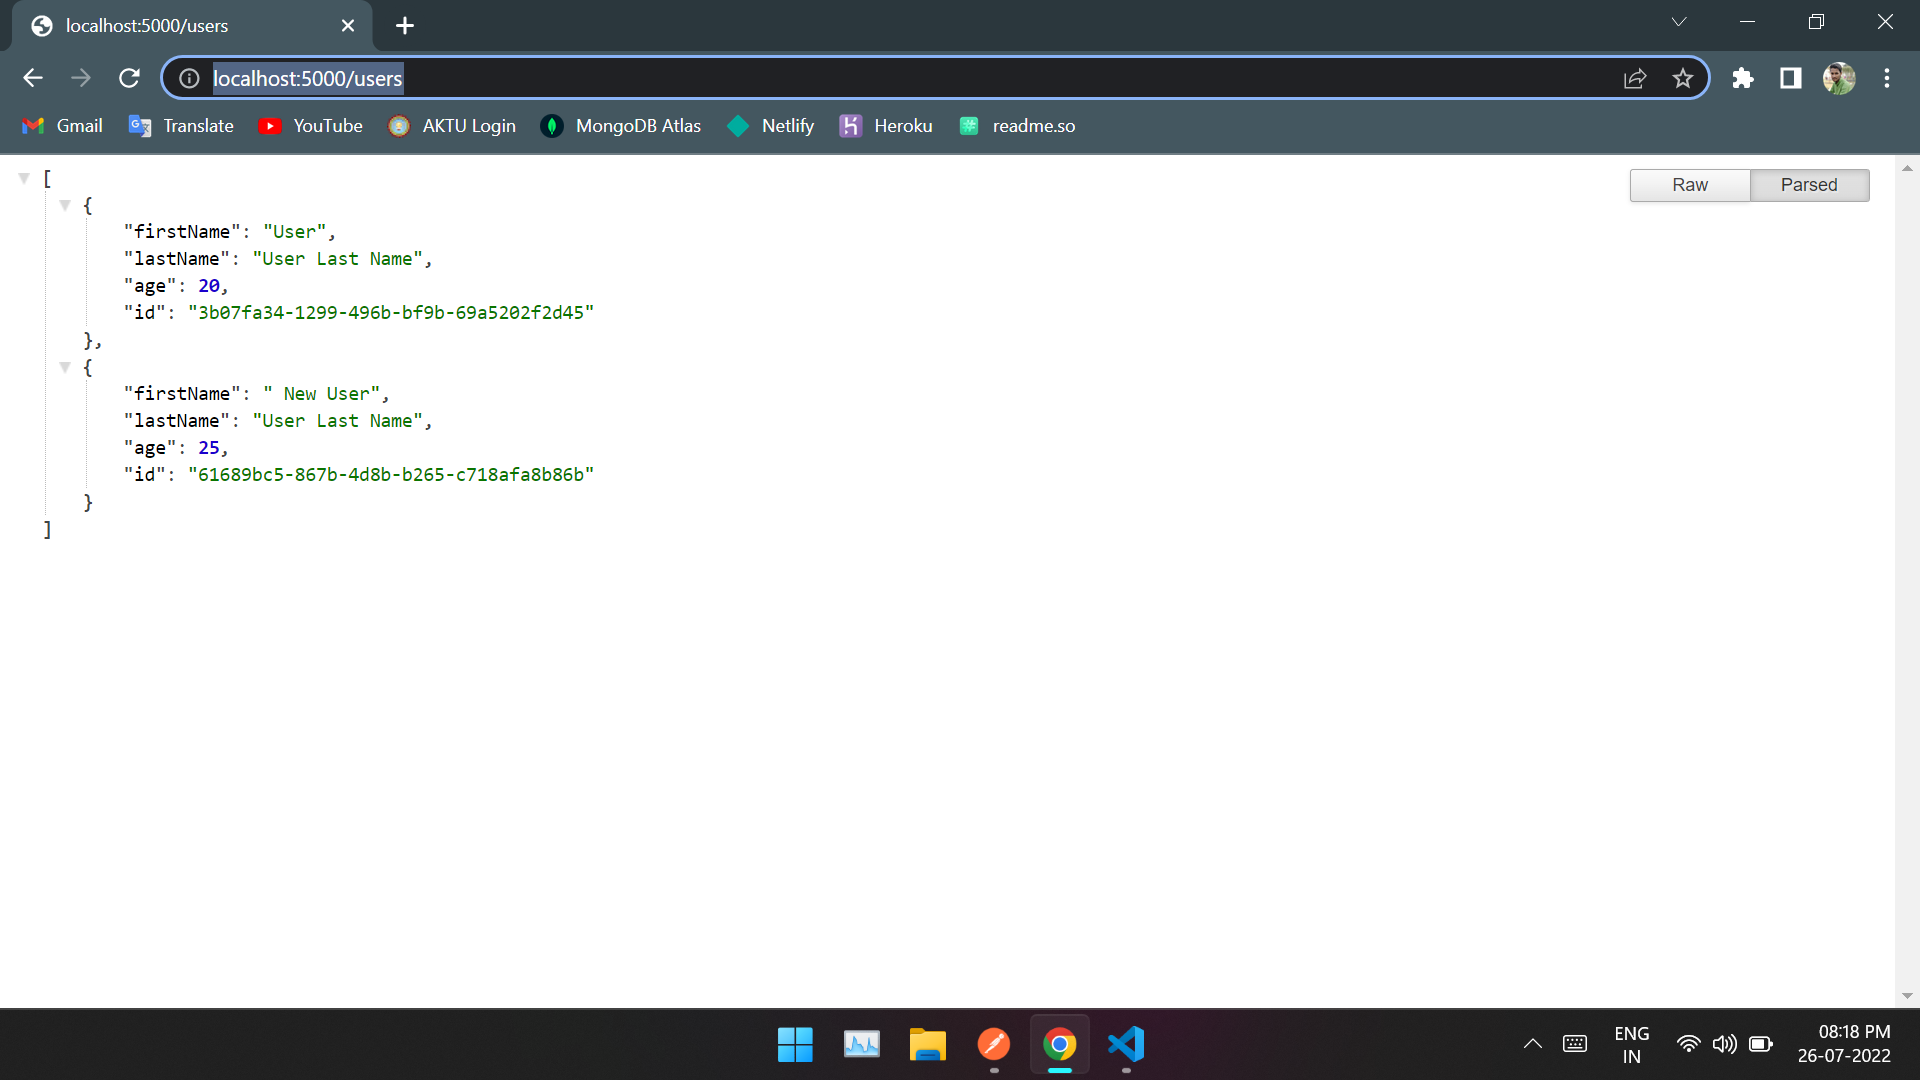 localhost:5000/users
localhost:5000/users
Gmail Translate YouTube AKTU Login MongoDB Atlas Netlify Heroku readme.so
Raw Parsed
[
{
"firstName": "User",
"lastName": "User Last Name",
"age": 20,
"id": "3b07fa34-1299-496b-bf9b-69a5202f2d45"
},
{
"firstName": " New User",
"lastName": "User Last Name",
"age": 25,
"id": "61689bc5-867b-4d8b-b265-c718afa8b86b"
}
]
ENG
IN
08:18 PM
26-07-2022